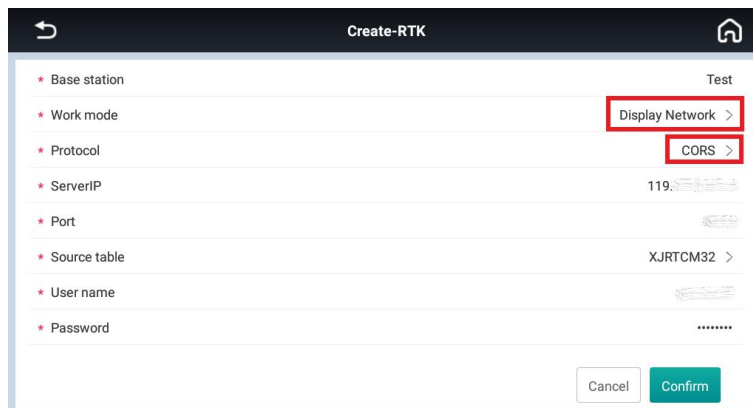 Create-RTK
* Base station Test
* Work mode Display Network >
* Protocol CORS >
* ServerIP 119.
* Port
* Source table XJRTCM32 >
* User name
* Password ••••••••
Cancel Confirm